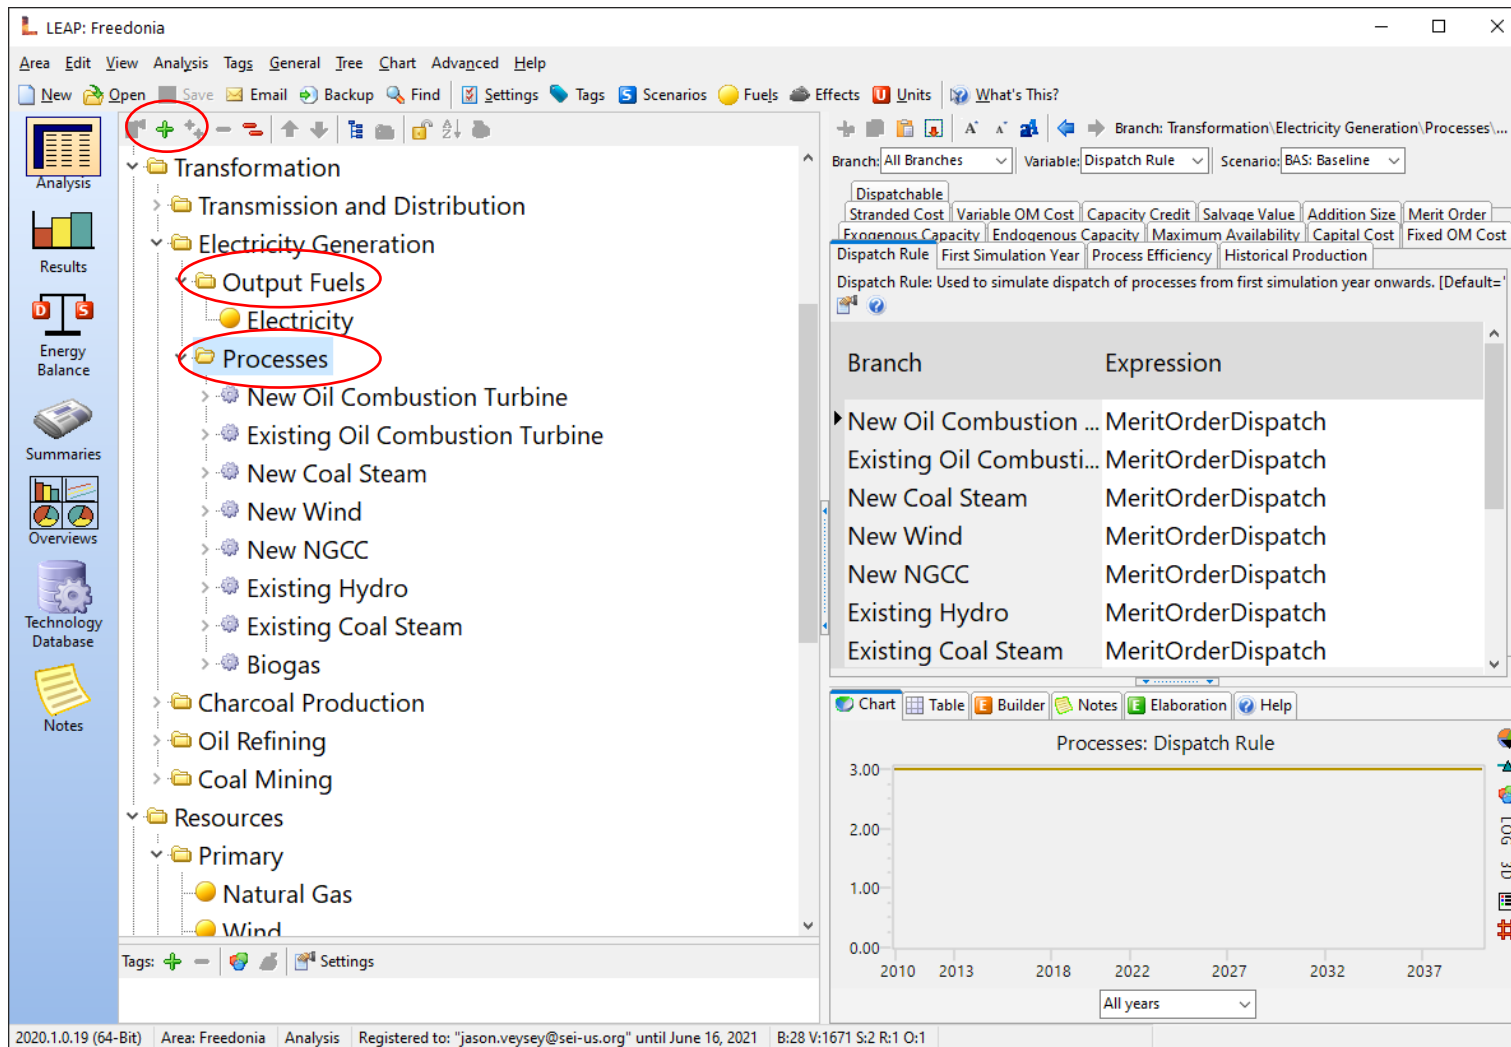 LEAP: Freedonia
Area Edit View Analysis Tags General Tree Chart Advanced Help
New Open Save Email Backup Find Settings Tags Scenarios Fuels Effects Units What's This?
Analysis
Results
Energy
Balance
Summaries
Overviews
Technology
Database
Notes
Transformation
Transmission and Distribution
Electricity Generation
Output Fuels
Electricity
Processes
New Oil Combustion Turbine
Existing Oil Combustion Turbine
New Coal Steam
New Wind
New NGCC
Existing Hydro
Existing Coal Steam
Biogas
Charcoal Production
Oil Refining
Coal Mining
Resources
Primary
Natural Gas
Wind
Tags: Settings
Branch: Transformation\Electricity Generation\Processes\...
Branch: All Branches Variable: Dispatch Rule Scenario: BAS: Baseline
Dispatchable
Stranded Cost Variable OM Cost Capacity Credit Salvage Value Addition Size Merit Order
Exogenous Capacity Endogenous Capacity Maximum Availability Capital Cost Fixed OM Cost
Dispatch Rule First Simulation Year Process Efficiency Historical Production
Dispatch Rule: Used to simulate dispatch of processes from first simulation year onwards. [Default='
Branch Expression
New Oil Combustion ... MeritOrderDispatch
Existing Oil Combusti... MeritOrderDispatch
New Coal Steam MeritOrderDispatch
New Wind MeritOrderDispatch
New NGCC MeritOrderDispatch
Existing Hydro MeritOrderDispatch
Existing Coal Steam MeritOrderDispatch
Chart Table Builder Notes Elaboration Help
Processes: Dispatch Rule
3.00
2.00
1.00
0.00
2010 2013 2018 2022 2027 2032 2037
All years
LOG
3D
2020.1.0.19 (64-Bit) Area: Freedonia Analysis Registered to: "jason.veysey@sei-us.org" until June 16, 2021 B:28 V:1671 S:2 R:1 O:1